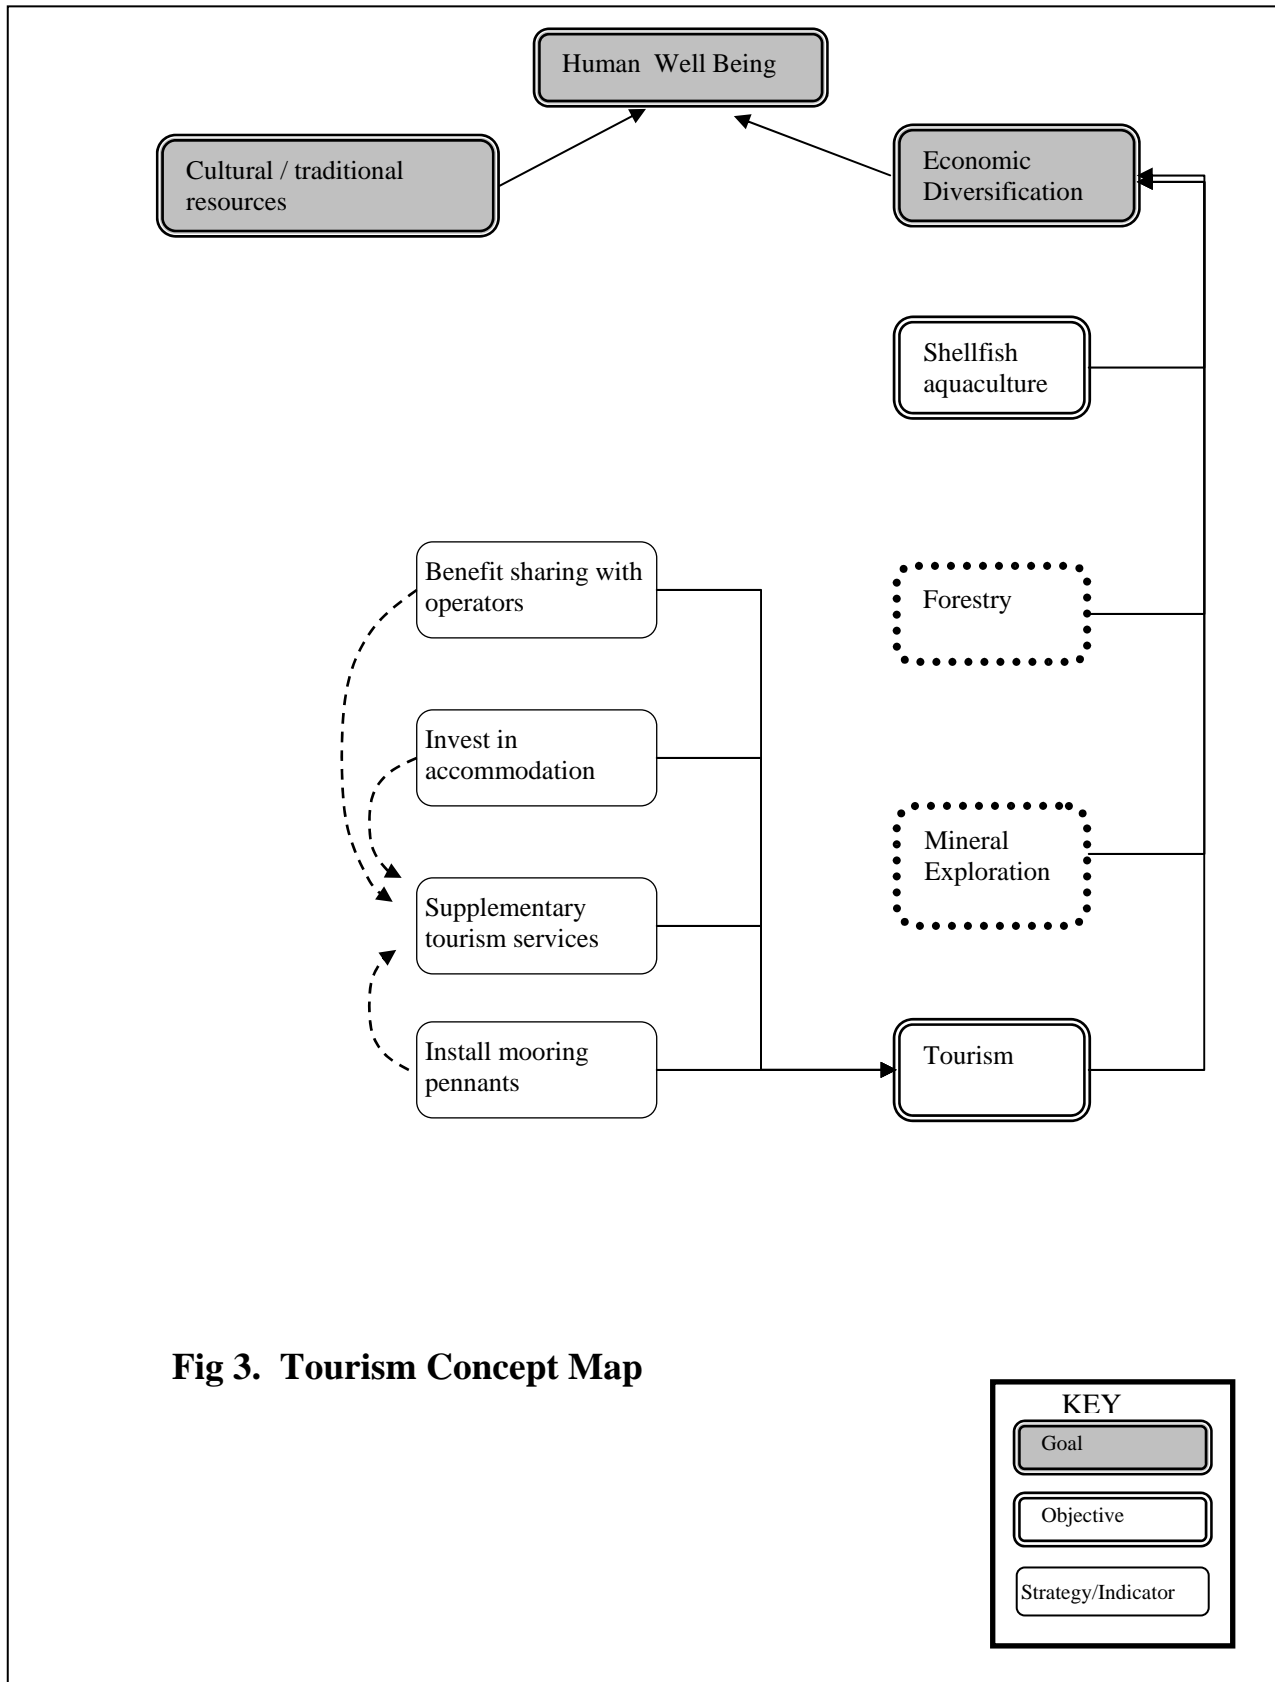 Human Well Being
Cultural / traditional
resources
Economic
Diversification
Shellfish
aquaculture
Benefit sharing with
operators
Forestry
Invest in
accommodation
Mineral
Exploration
Supplementary
tourism services
Install mooring
pennants
Tourism
Fig 3. Tourism Concept Map
KEY
Goal
Objective
Strategy/Indicator